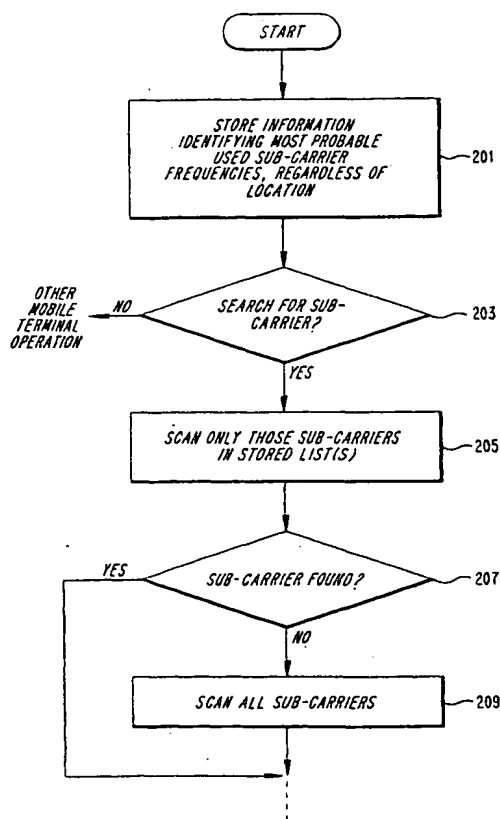 START
STORE INFORMATION
IDENTIFYING MOST PROBABLE
USED SUB-CARRIER
FREQUENCIES, REGARDLESS OF
LOCATION
201
OTHER
MOBILE
TERMINAL
OPERATION
NO
SEARCH FOR SUB-
CARRIER?
203
YES
SCAN ONLY THOSE SUB-CARRIERS
IN STORED LIST(S)
205
YES
SUB-CARRIER FOUND?
207
NO
SCAN ALL SUB-CARRIERS
209